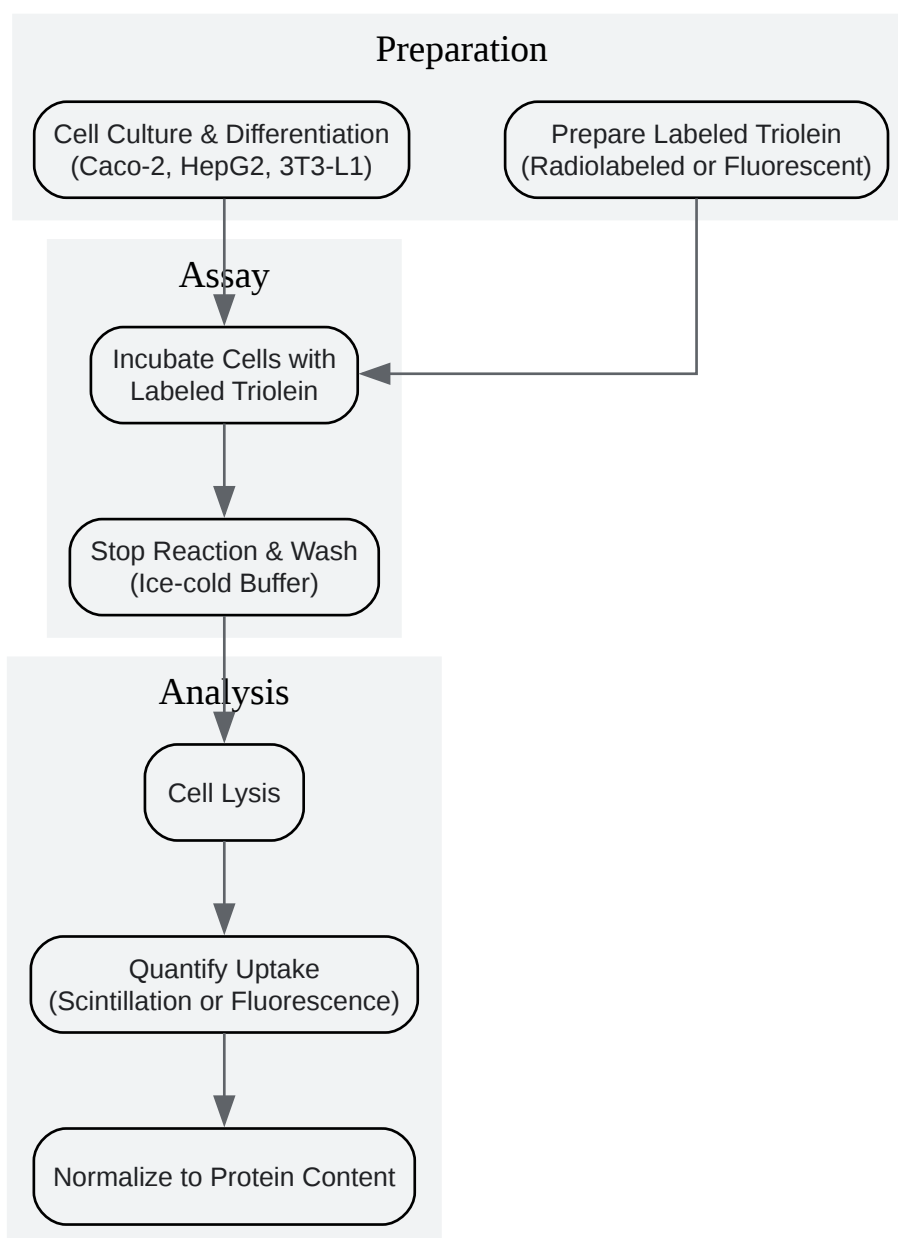 Preparation
Cell Culture & Differentiation
(Caco-2, HepG2, 3T3-L1)
Prepare Labeled Triolein
(Radiolabeled or Fluorescent)
Assay
Incubate Cells with
Labeled Triolein
Stop Reaction & Wash
(Ice-cold Buffer)
Analysis
Cell Lysis
Quantify Uptake
(Scintillation or Fluorescence)
Normalize to Protein Content